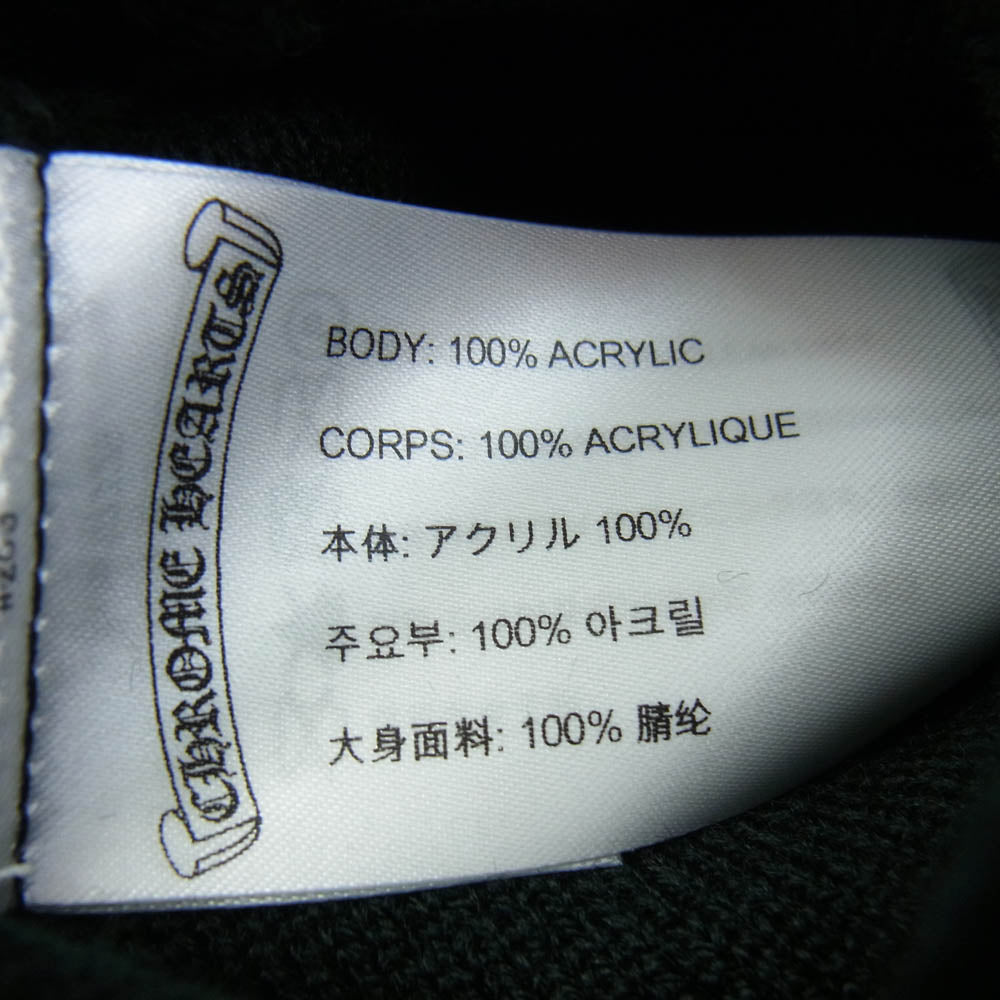 CHROME HEARTS
BODY: 100% ACRYLIC
CORPS: 100% ACRYLIQUE
本体: アクリル 100%
주요부: 100% 아크릴
大身面料: 100% 腈纶